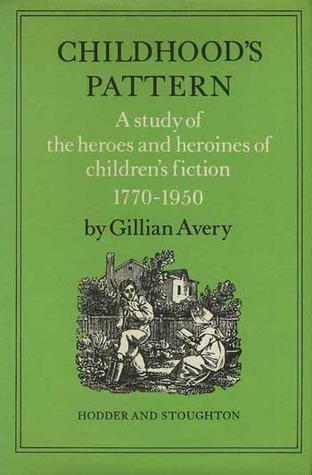 CHILDHOOD'S
PATTERN
A study of
the heroes and heroines of
children's fiction
1770-1950
by Gillian Avery
HODDER AND STOUGHTON